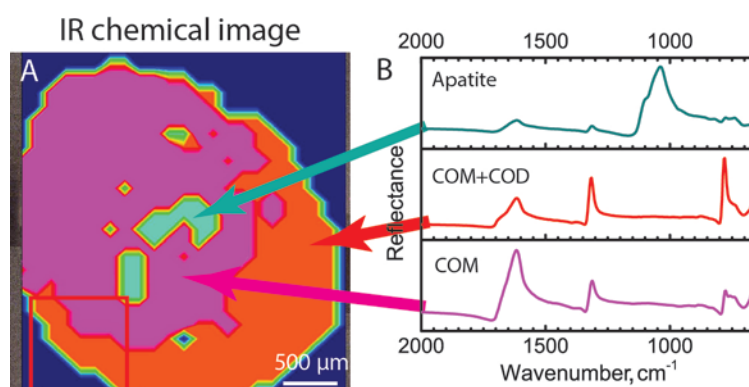 IR chemical image
A
500 µm
B
2000 1500 1000
Apatite
COM+COD
COM
Reflectance
2000 1500 1000
Wavenumber, cm⁻¹